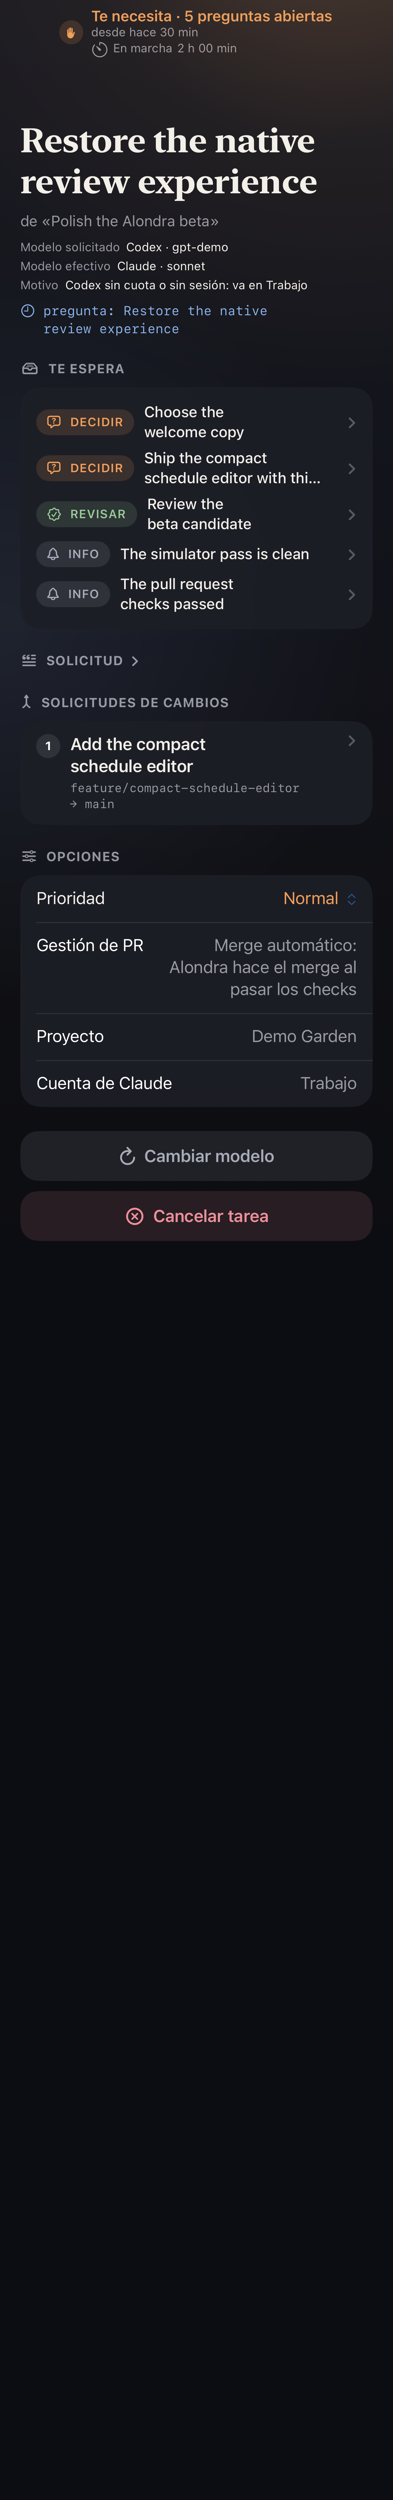 Te necesita · 5 preguntas abiertas
desde hace 30 min
En marcha 2 h 00 min
Restore the native
review experience
de «Polish the Alondra beta»
Modelo solicitado Codex · gpt-demo
Modelo efectivo Claude · sonnet
Motivo Codex sin cuota o sin sesión: va en Trabajo
pregunta: Restore the native
review experience
TE ESPERA
DECIDIR Choose the
welcome copy
DECIDIR Ship the compact
schedule editor with thi...
REVISAR Review the
beta candidate
INFO The simulator pass is clean
INFO The pull request
checks passed
SOLICITUD
SOLICITUDES DE CAMBIOS
1 Add the compact
schedule editor
feature/compact-schedule-editor
→ main
OPCIONES
Prioridad Normal
Gestión de PR Merge automático:
Alondra hace el merge al
pasar los checks
Proyecto Demo Garden
Cuenta de Claude Trabajo
Cambiar modelo
Cancelar tarea